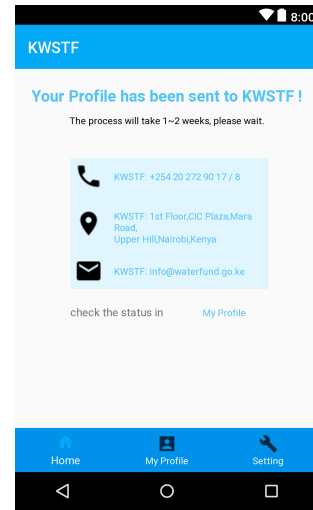 8:00
KWSTF
Your Profile has been sent to KWSTF !
The process will take 1~2 weeks, please wait.
KWSTF: +254 20 272 90 17 / 8
KWSTF: 1st Floor,CIC Plaza,Mara
Road,
Upper Hill,Nairobi,Kenya
KWSTF: info@waterfund.go.ke
check the status in My Profile
Home My Profile Setting